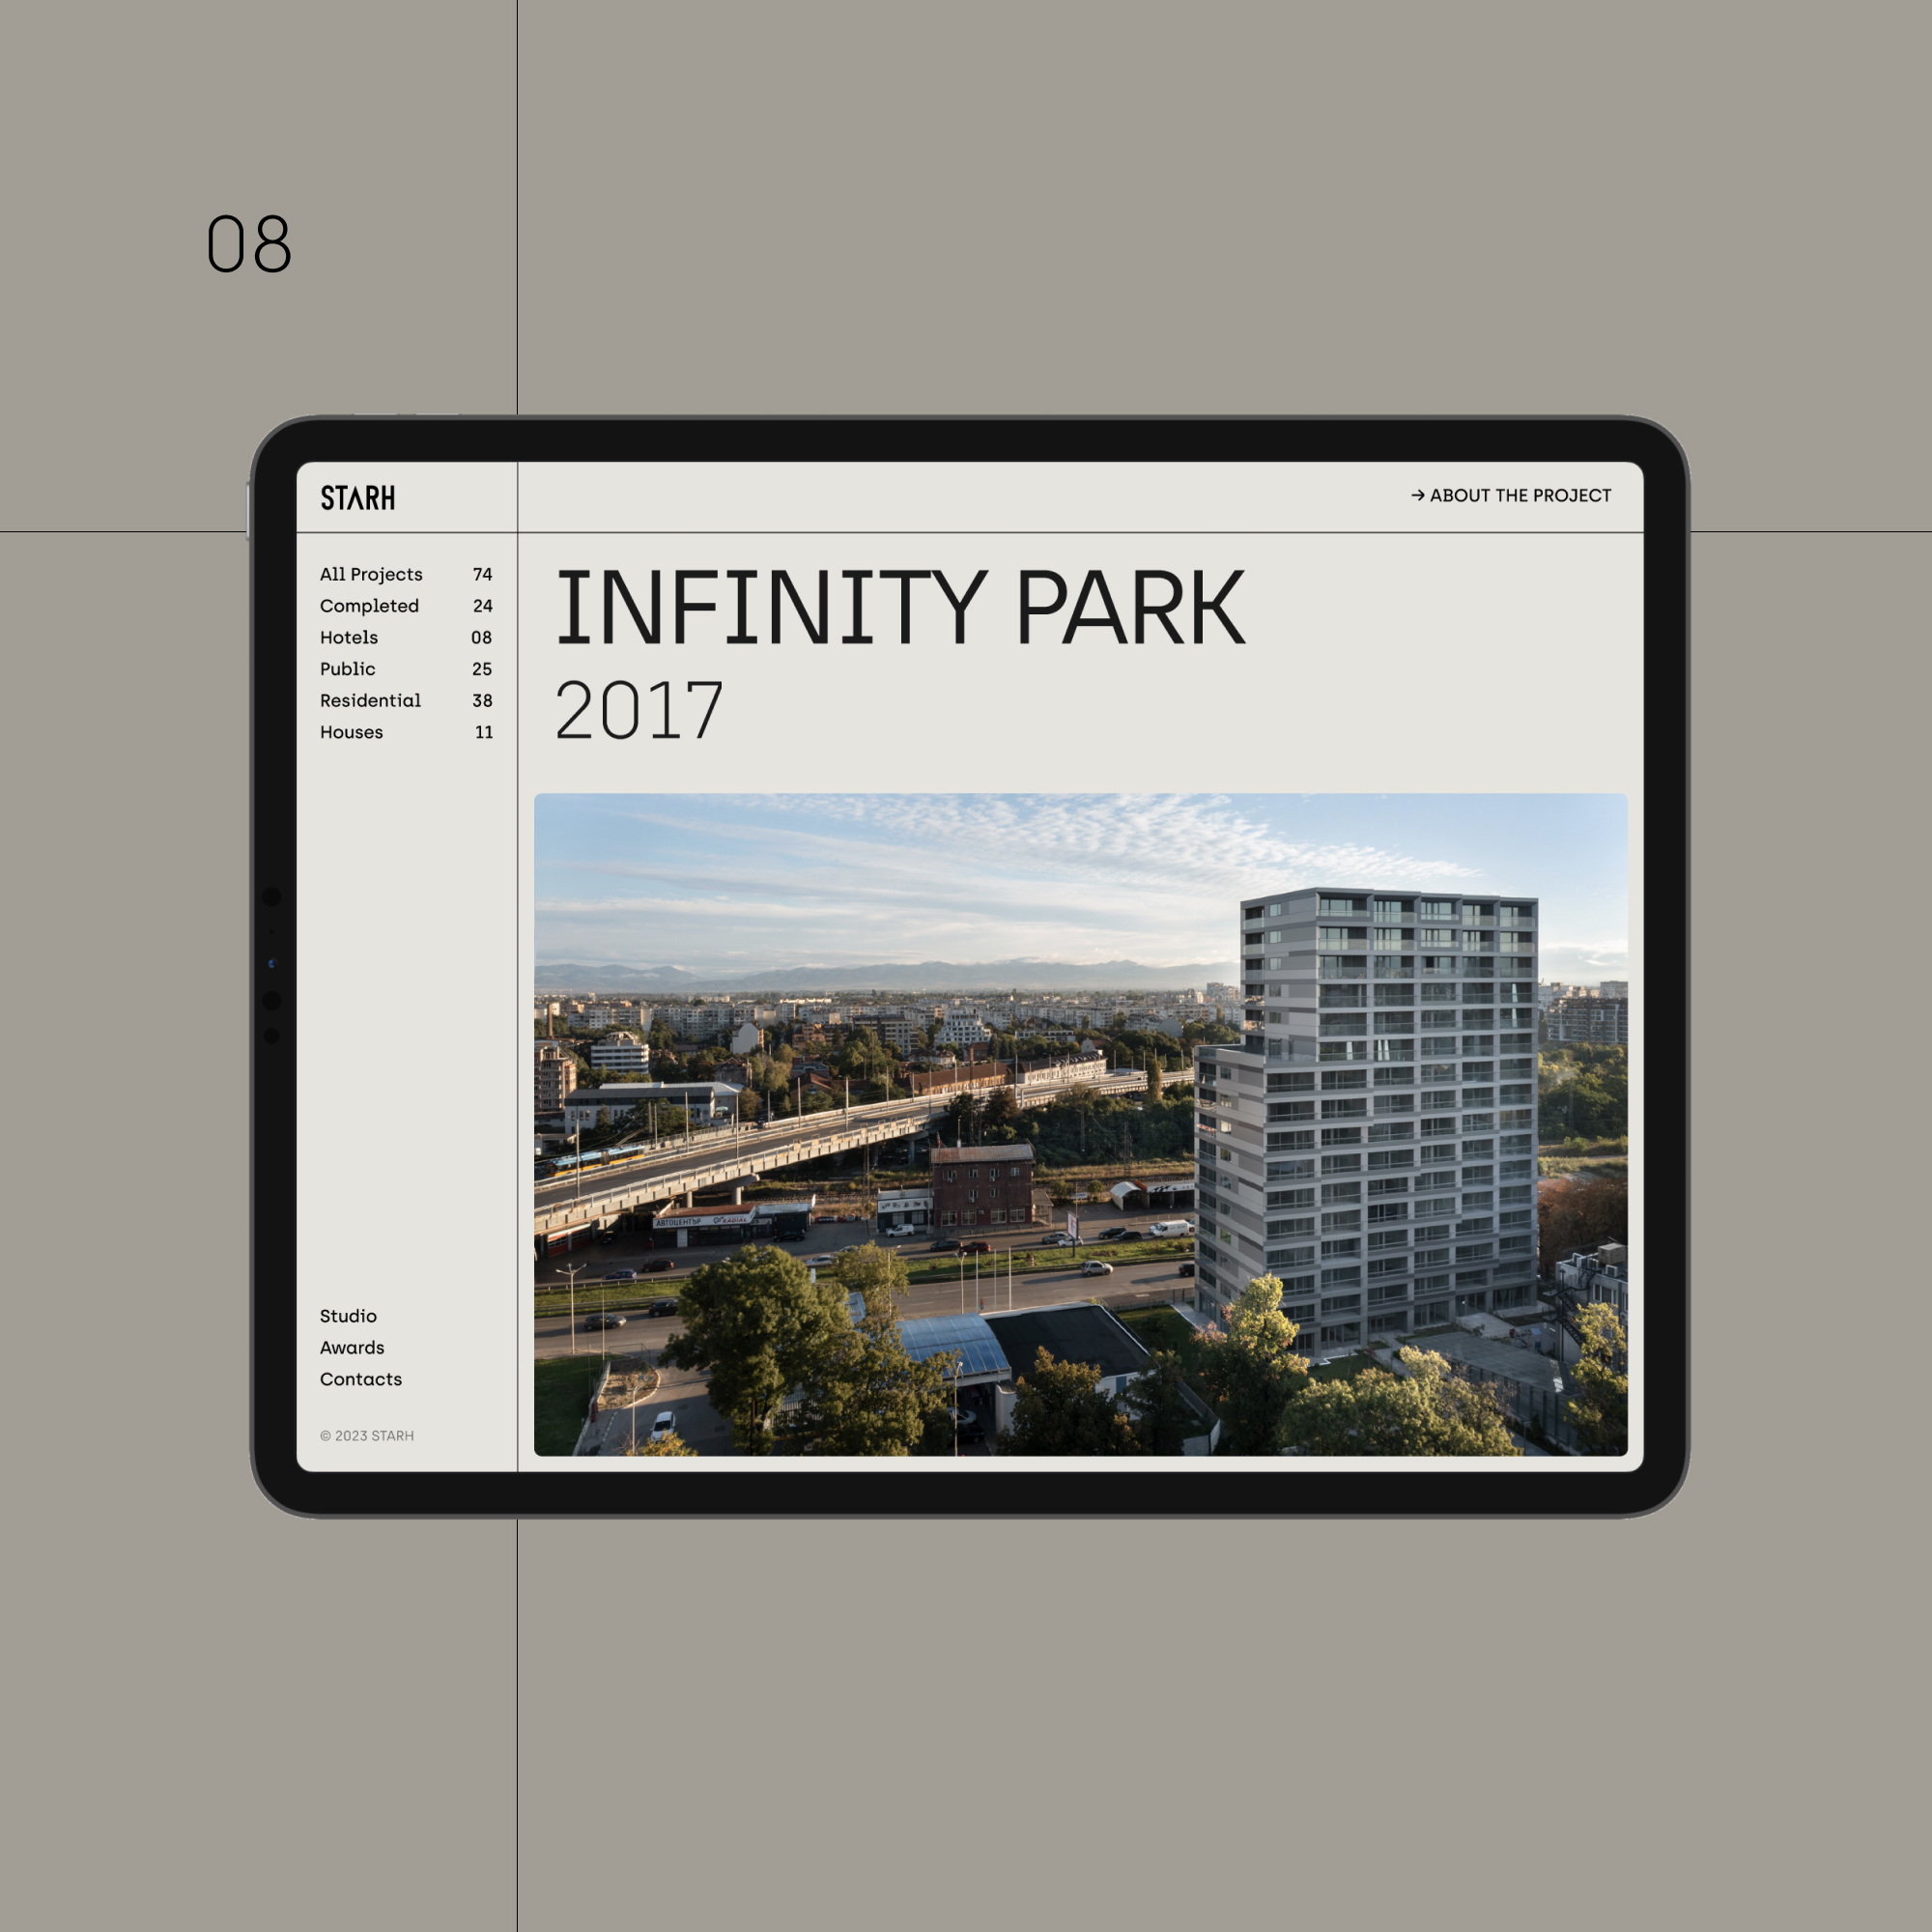 08
STARH
→ ABOUT THE PROJECT
All Projects 74
Completed 24
Hotels 08
Public 25
Residential 38
Houses 11
INFINITY PARK
2017
АВТОЦЕНТЪР
Studio
Awards
Contacts
© 2023 STARH